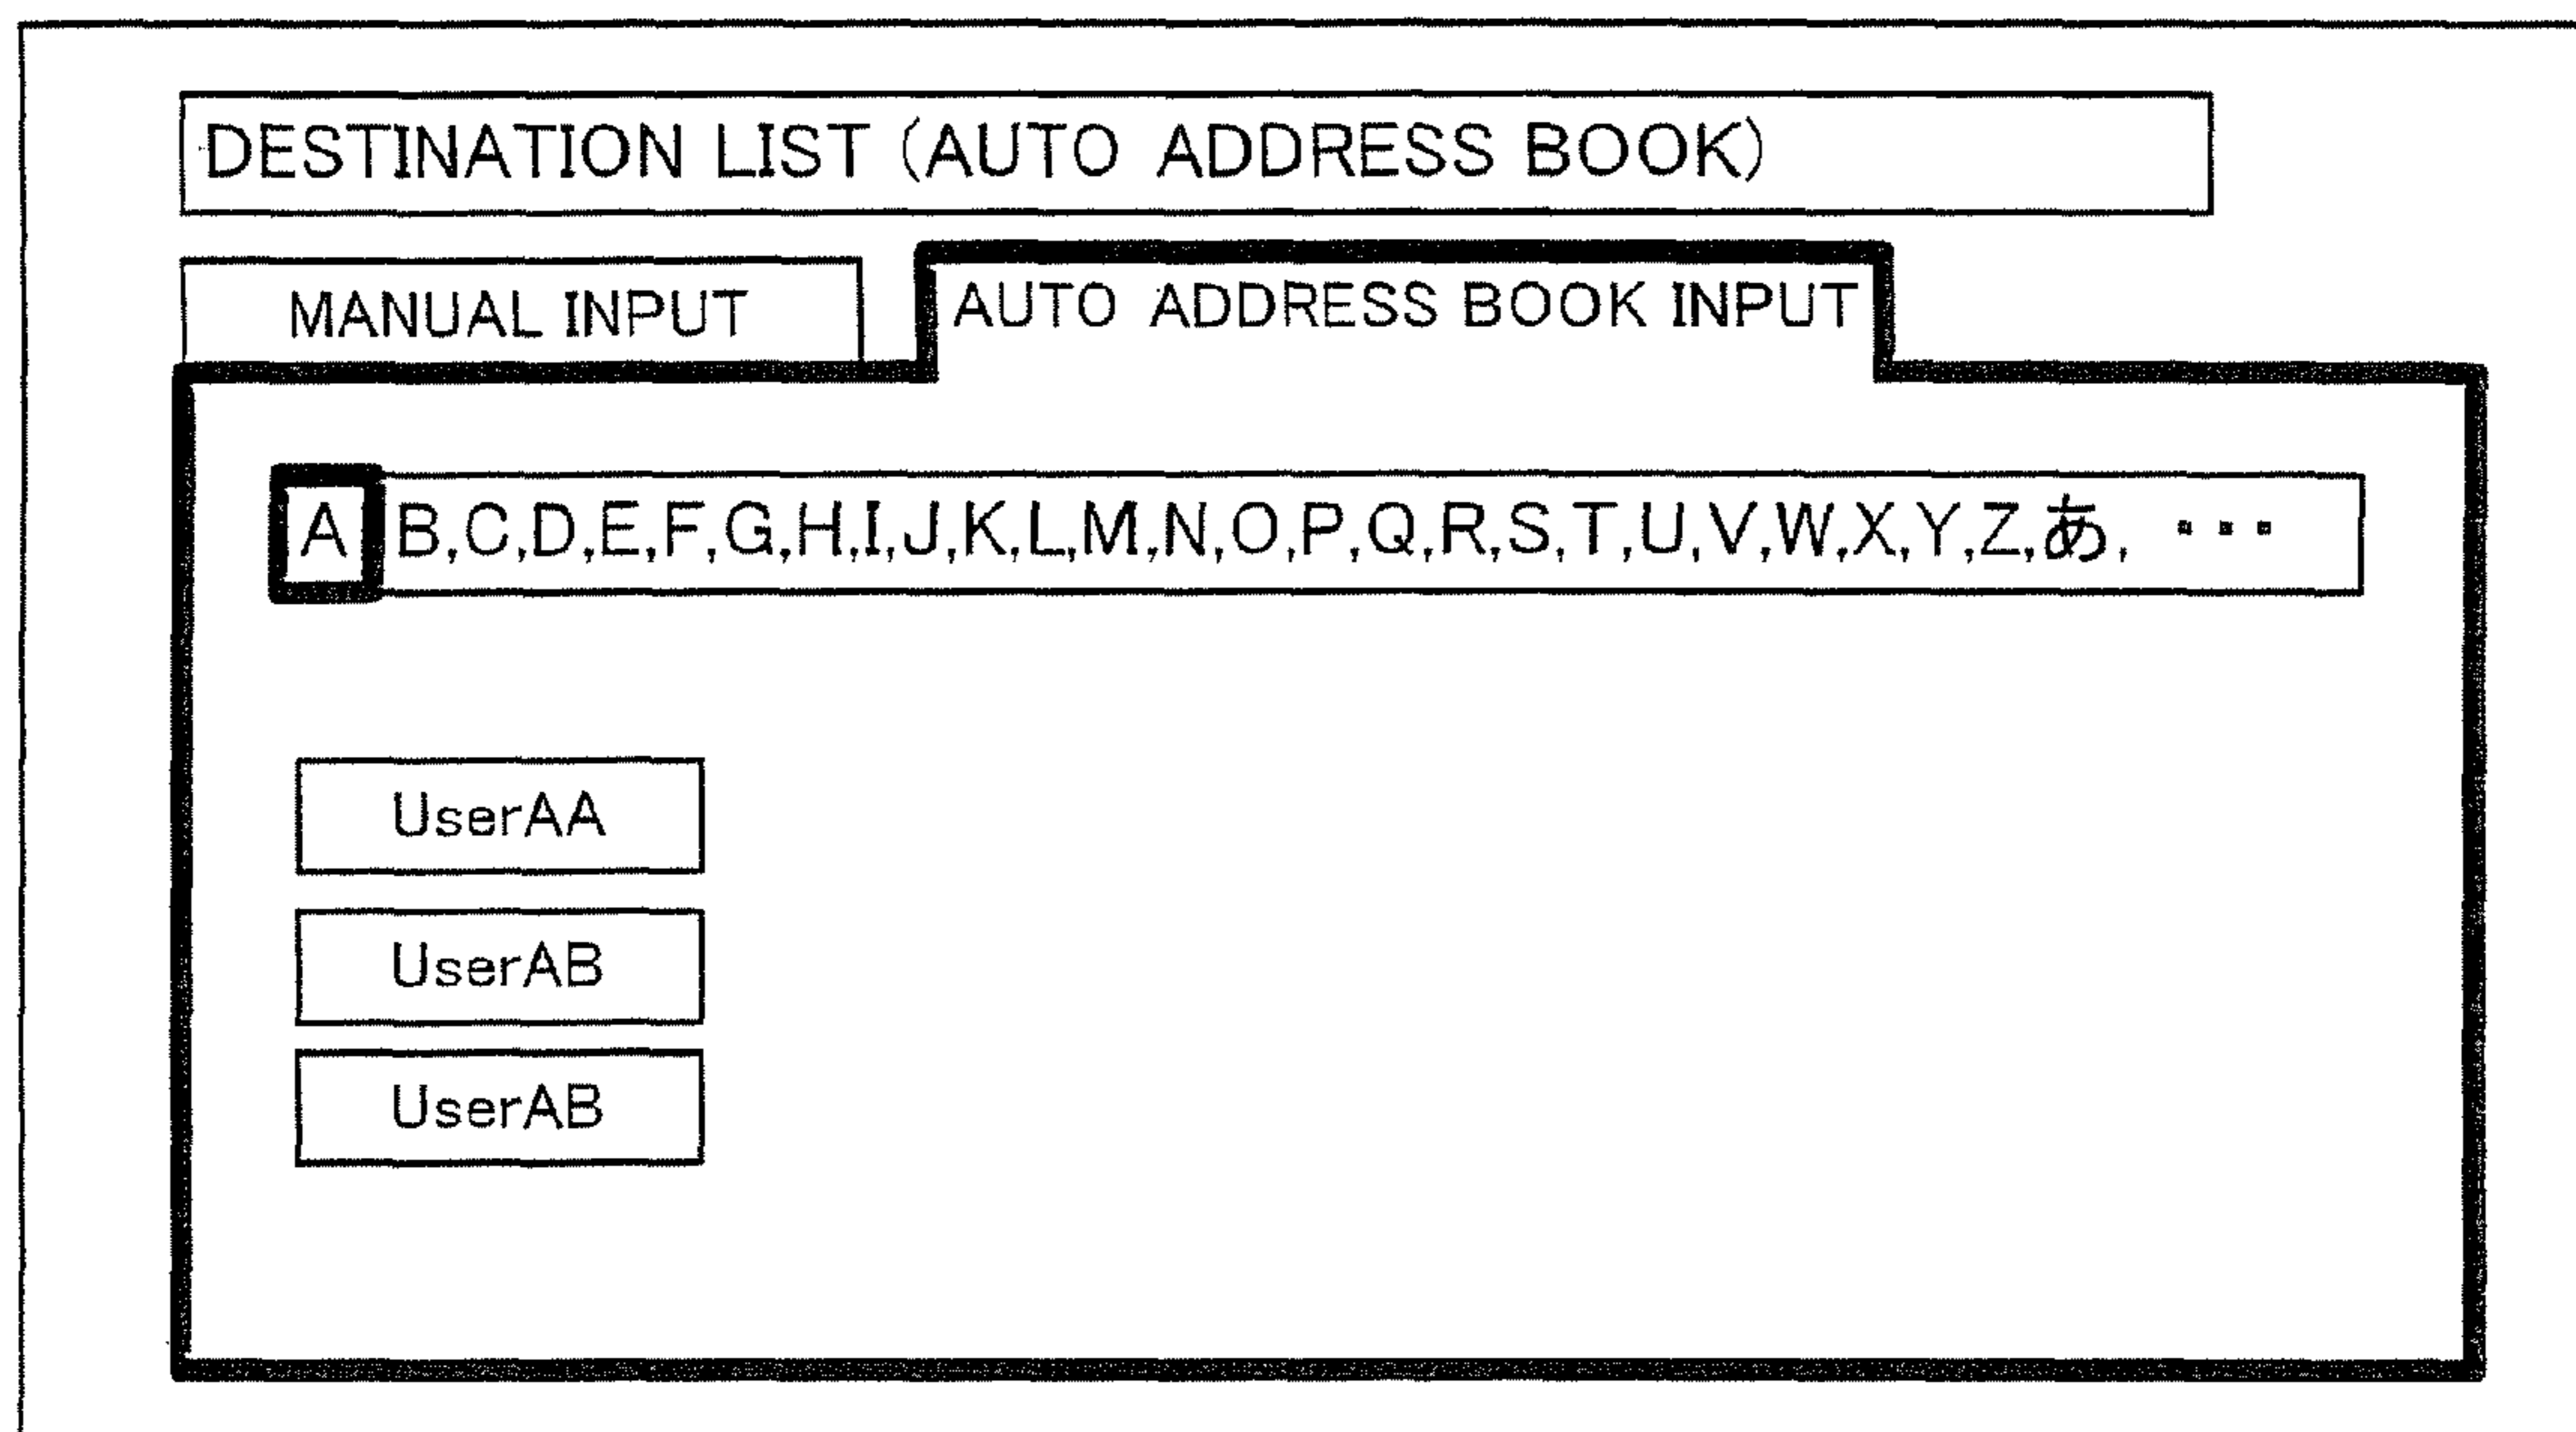 DESTINATION LIST (AUTO ADDRESS BOOK)
MANUAL INPUT
AUTO ADDRESS BOOK INPUT
A B,C,D,E,F,G,H,I,J,K,L,M,N,O,P,Q,R,S,T,U,V,W,X,Y,Z,あ, ・・・
UserAA
UserAB
UserAB